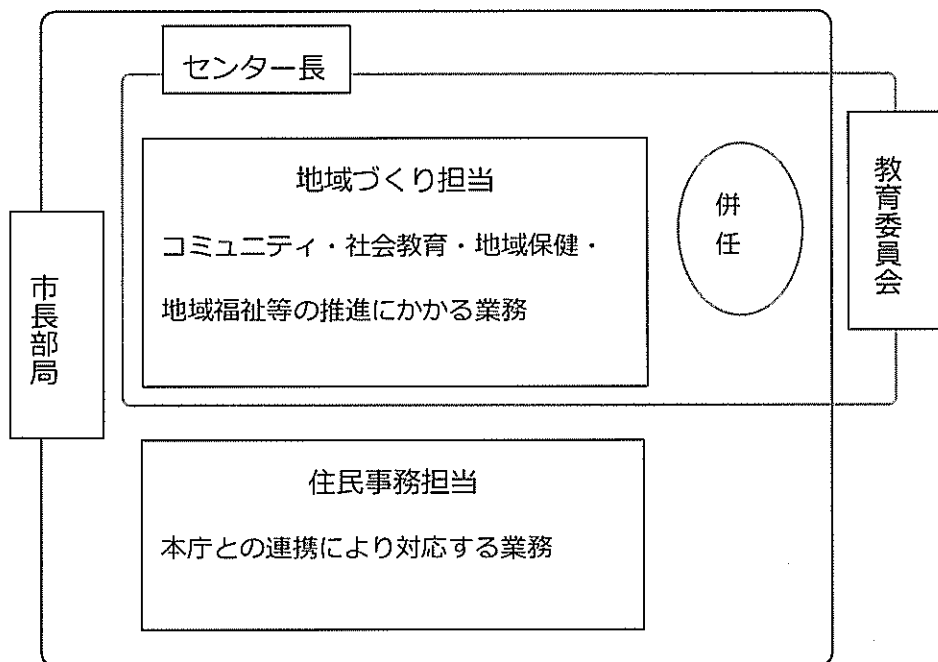 センター長
地域づくり担当
コミュニティ・社会教育・地域保健・
地域福祉等の推進にかかる業務
併任
教育委員会
市長部局
住民事務担当
本庁との連携により対応する業務